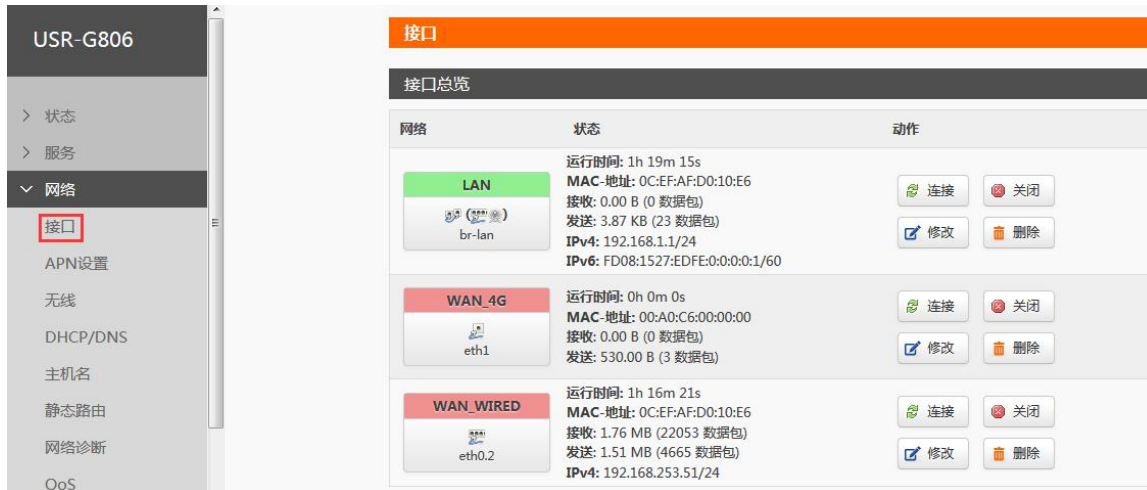 USR-G806
状态
服务
网络
接口
APN设置
无线
DHCP/DNS
主机名
静态路由
网络诊断
QoS
接口
接口总览
网络 状态 动作
LAN
br-lan
运行时间: 1h 19m 15s
MAC-地址: 0C:EF:AF:D0:10:E6
接收: 0.00 B (0 数据包)
发送: 3.87 KB (23 数据包)
IPv4: 192.168.1.1/24
IPv6: FD08:1527:EDFE:0:0:0:0:1/60
连接 关闭
修改 删除
WAN_4G
eth1
运行时间: 0h 0m 0s
MAC-地址: 00:A0:C6:00:00:00
接收: 0.00 B (0 数据包)
发送: 530.00 B (3 数据包)
连接 关闭
修改 删除
WAN_WIRED
eth0.2
运行时间: 1h 16m 21s
MAC-地址: 0C:EF:AF:D0:10:E6
接收: 1.76 MB (22053 数据包)
发送: 1.51 MB (4665 数据包)
IPv4: 192.168.253.51/24
连接 关闭
修改 删除